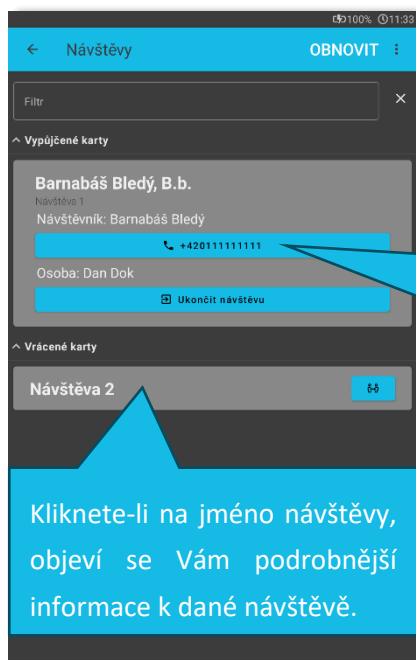 100% 11:33
Návštěvy OBNOVIT
Filtr
Vypůjčené karty
Barnabáš Bledý, B.b.
Návštěva 1
Návštěvník: Barnabáš Bledý
+420111111111
Osoba: Dan Dok
Ukončit návštěvu
Vrácené karty
Návštěva 2
Kliknete-li na jméno návštěvy,
objeví se Vám podrobnější
informace k dané návštěvě.